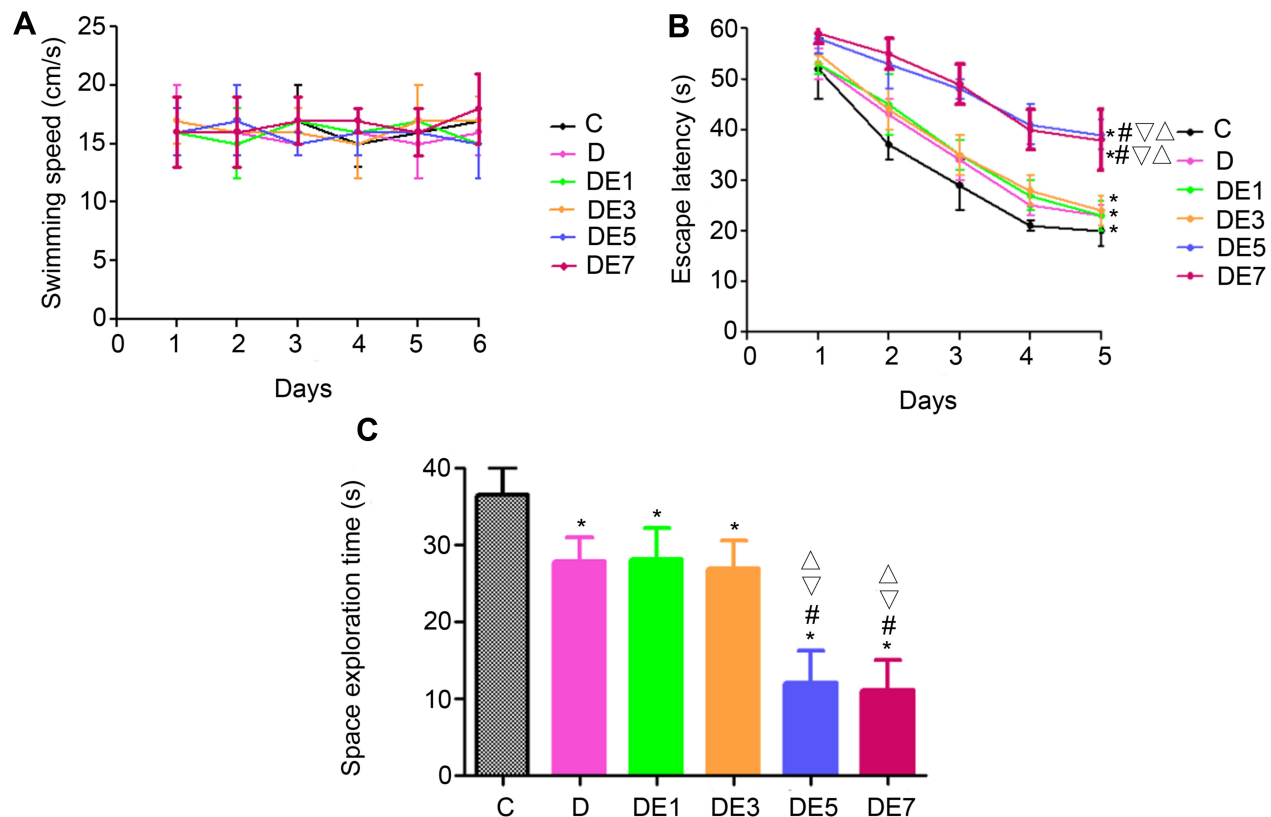 A
Swimming speed (cm/s)
25
20
15
10
5
0
0 1 2 3 4 5 6
Days
C
D
DE1
DE3
DE5
DE7
B
Escape latency (s)
60
50
40
30
20
10
0
0 1 2 3 4 5
Days
*#▽△
*#▽△
*
*
*
C
D
DE1
DE3
DE5
DE7
C
Space exploration time (s)
40
30
20
10
0
*
*
*
△
▽
#
*
△
▽
#
*
C D DE1 DE3 DE5 DE7